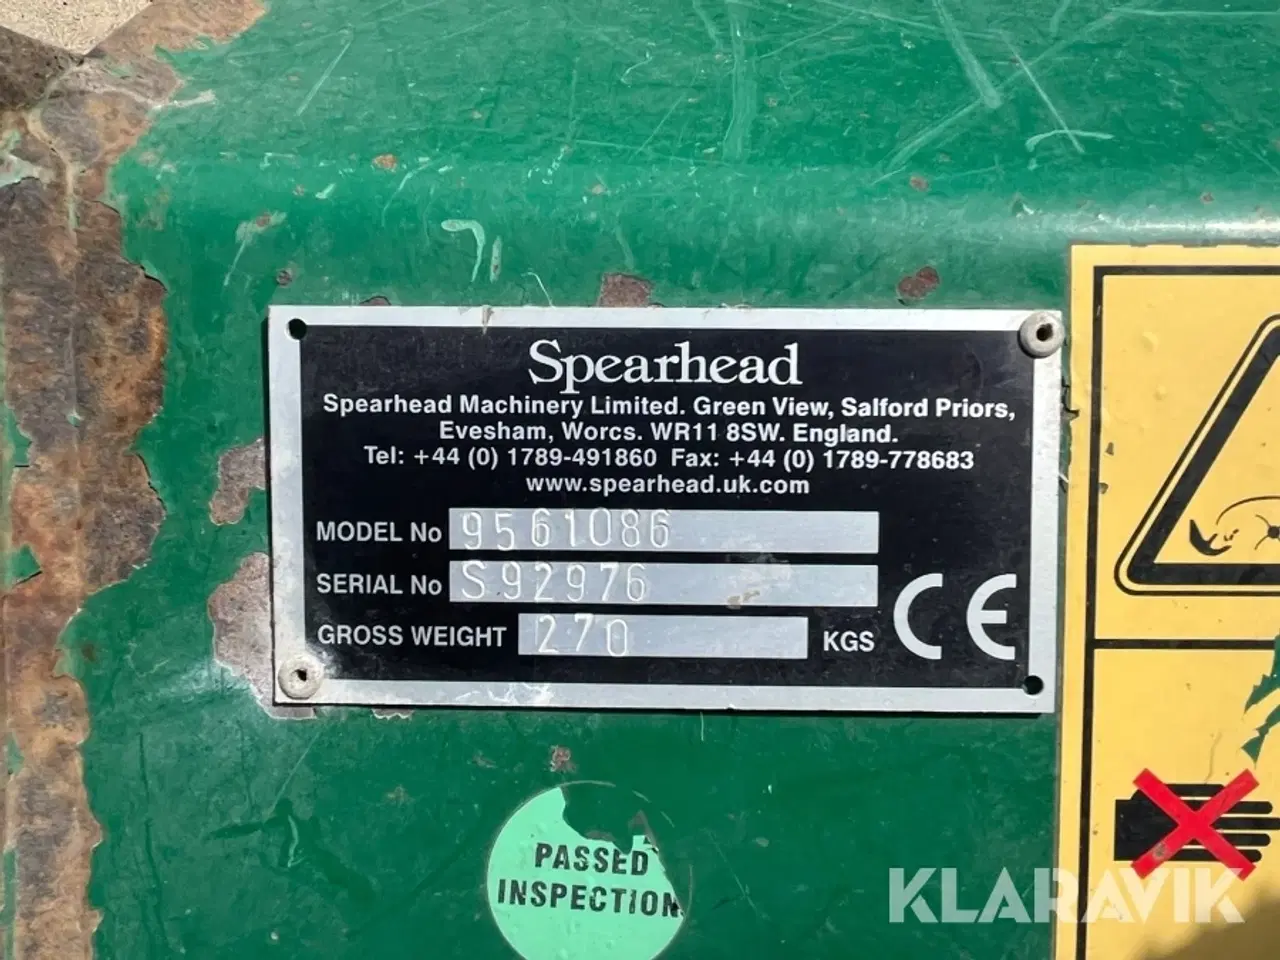 Spearhead
Spearhead Machinery Limited. Green View, Salford Priors,
Evesham, Worcs. WR11 8SW. England.
Tel: +44 (0) 1789-491860 Fax: +44 (0) 1789-778683
www.spearhead.uk.com
MODEL No 9561086
SERIAL No S92976
GROSS WEIGHT 270 KGS
CE
PASSED
INSPECTION
KLARAVIK